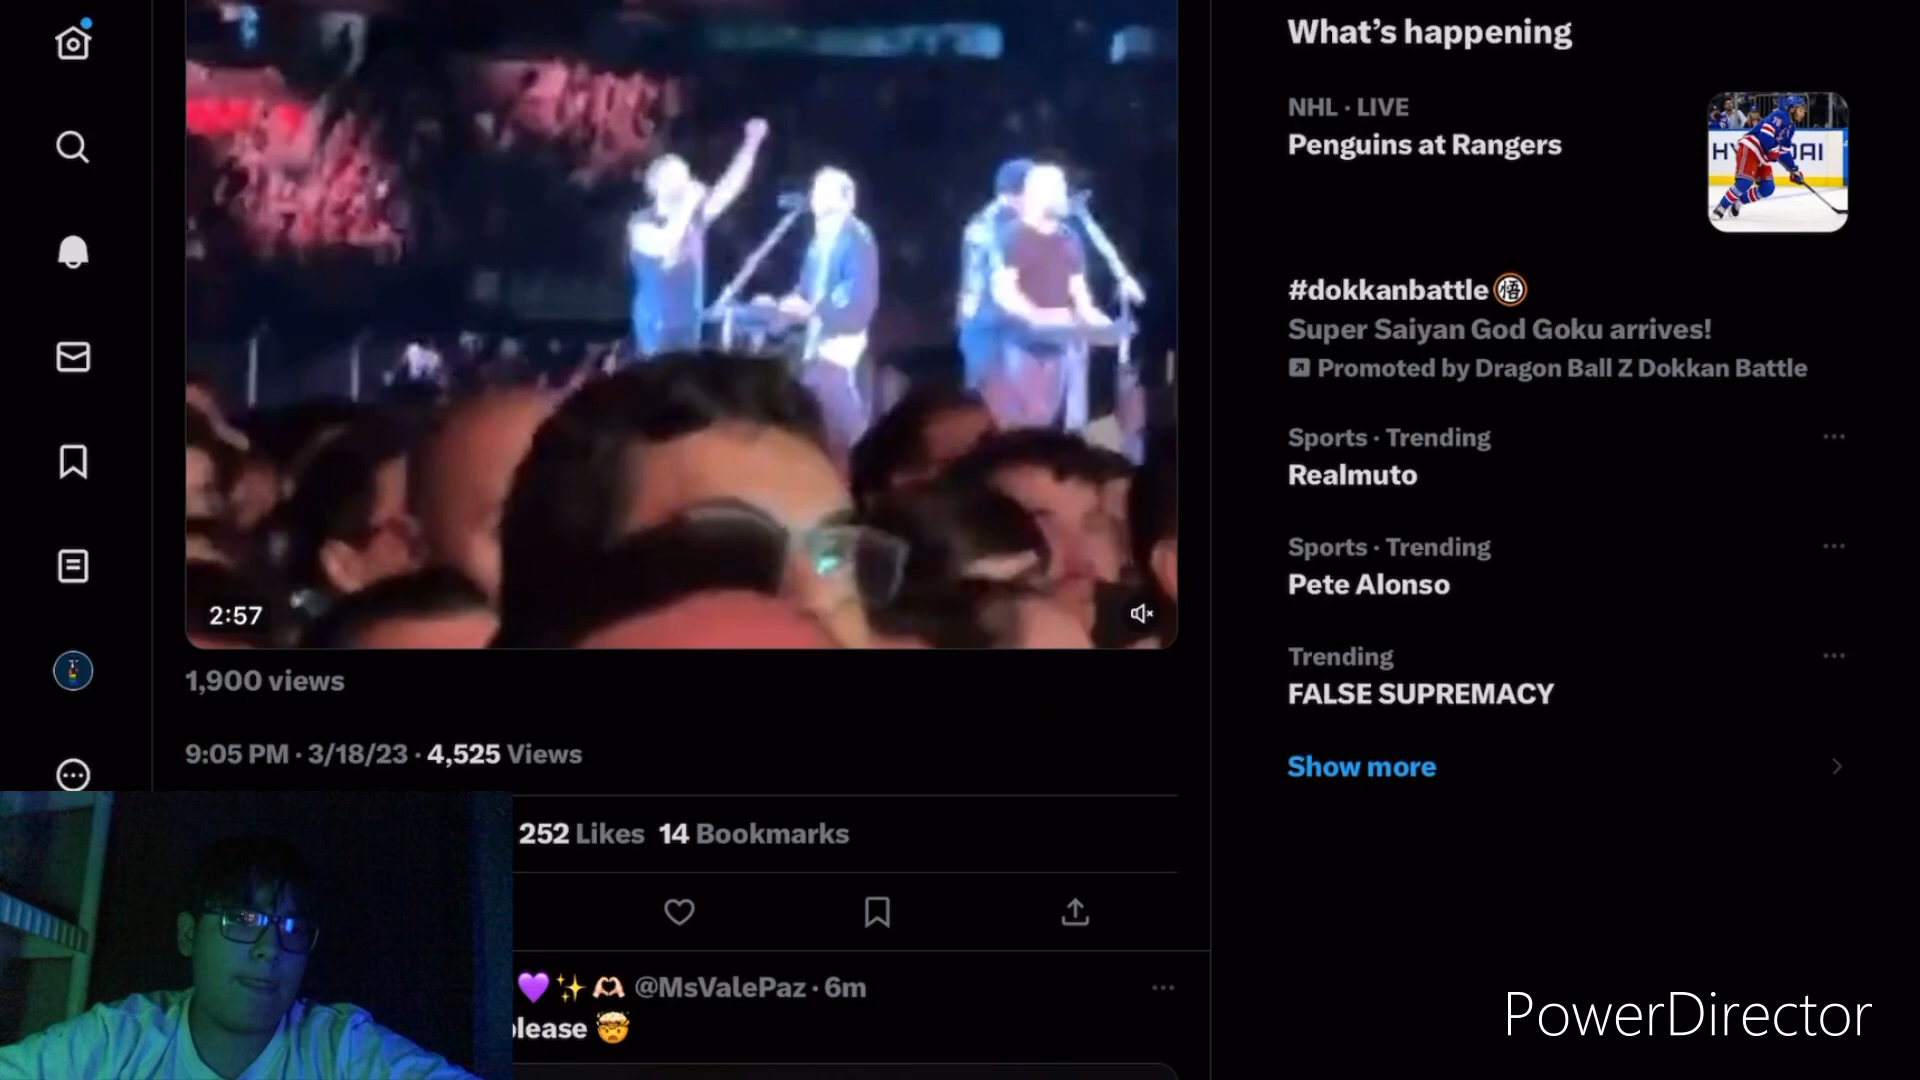 2:57
1,900 views
9:05 PM · 3/18/23 · 4,525 Views
252 Likes 14 Bookmarks
@MsValePaz · 6m
please
What's happening
NHL · LIVE
Penguins at Rangers
#dokkanbattle
Super Saiyan God Goku arrives!
Promoted by Dragon Ball Z Dokkan Battle
Sports · Trending
Realmuto
Sports · Trending
Pete Alonso
Trending
FALSE SUPREMACY
Show more
PowerDirector